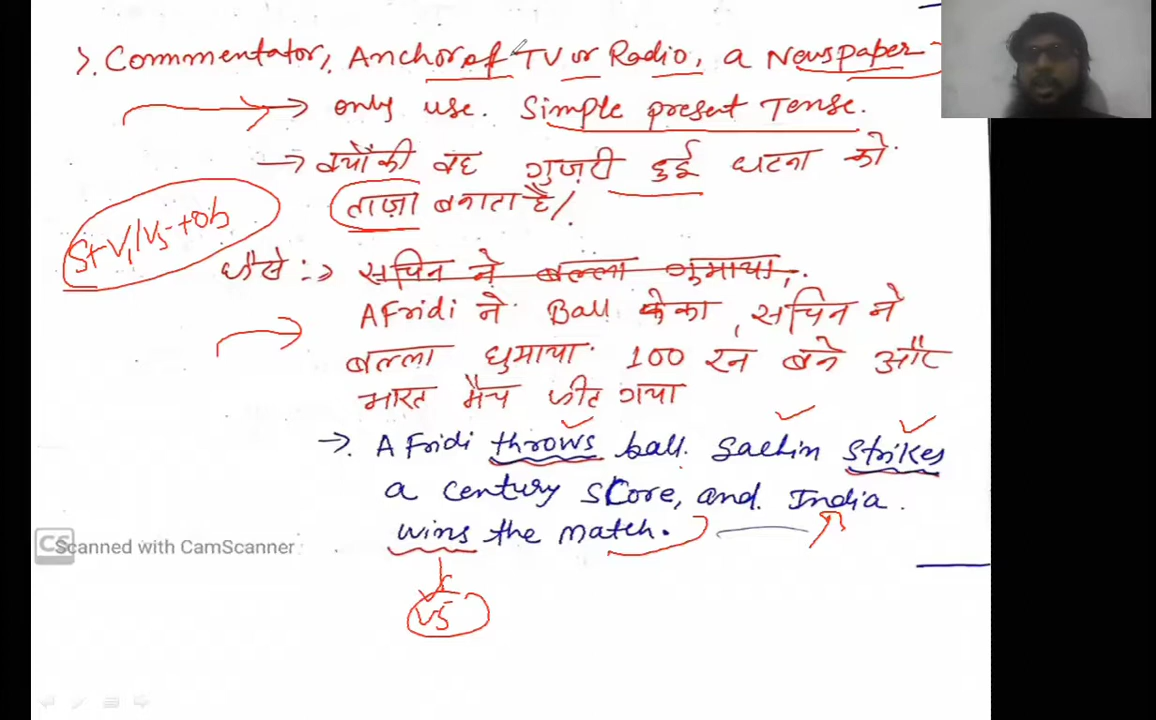 >. Commentator, Anchor of TV or Radio, a Newspaper
→ only use. Simple present Tense.
→ क्योंकी वह गुज़री हुई घटना को
ताज़ा बनाता है/.
S+V1/V5+Ob
जैसे :→ सचिन ने बल्ला घुमाया,.
AFridi ने Ball फेका, सचिन ने
बल्ला घुमाया. 100 रन बने और
भारत मैच जीत गया
→. AFridi throws ball. Sachin Strikes
a century score, and India.
wins the match.
V5
CS Scanned with CamScanner